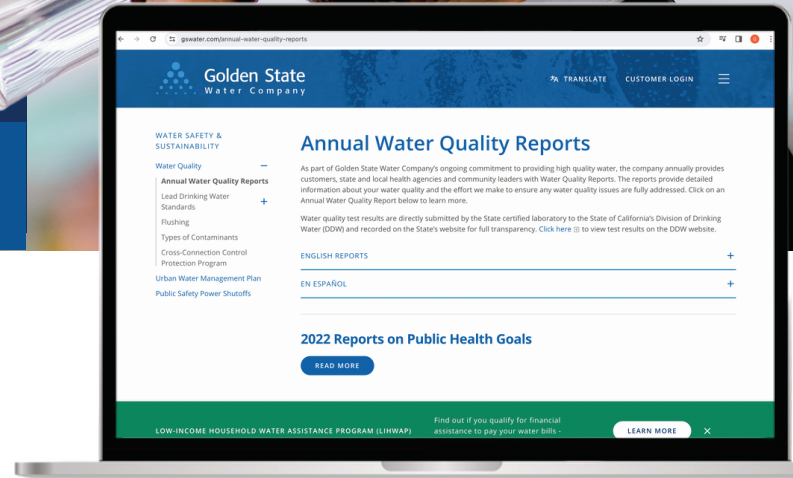 gswater.com/annual-water-quality-reports
Golden State
Water Company
TRANSLATE
CUSTOMER LOGIN
WATER SAFETY &
SUSTAINABILITY
Water Quality
Annual Water Quality Reports
Lead Drinking Water
Standards
Flushing
Types of Contaminants
Cross-Connection Control
Protection Program
Urban Water Management Plan
Public Safety Power Shutoffs
Annual Water Quality Reports
As part of Golden State Water Company's ongoing commitment to providing high quality water, the company annually provides
customers, state and local health agencies and community leaders with Water Quality Reports. The reports provide detailed
information about your water quality and the effort we make to ensure any water quality issues are fully addressed. Click on an
Annual Water Quality Report below to learn more.
Water quality test results are directly submitted by the State certified laboratory to the State of California's Division of Drinking
Water (DDW) and recorded on the State's website for full transparency. Click here to view test results on the DDW website.
ENGLISH REPORTS +
EN ESPAÑOL +
2022 Reports on Public Health Goals
READ MORE
LOW-INCOME HOUSEHOLD WATER ASSISTANCE PROGRAM (LIHWAP)
Find out if you qualify for financial
assistance to pay your water bills -
LEARN MORE